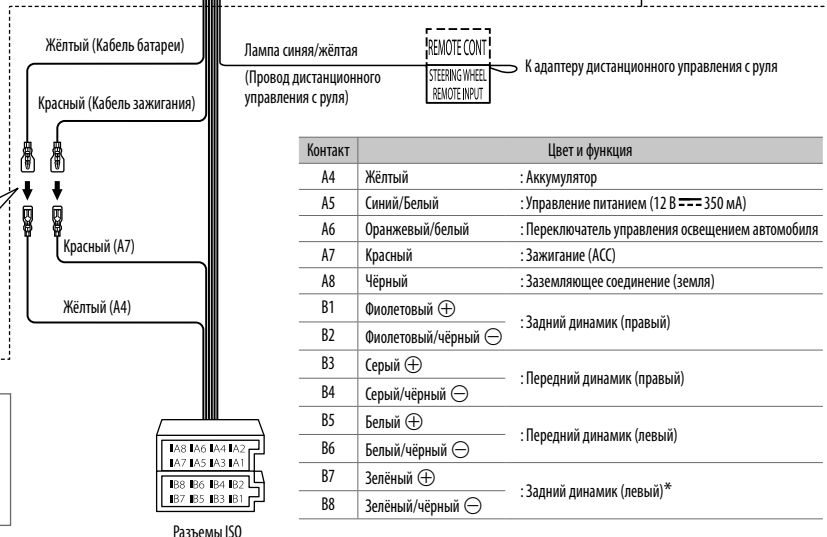 Жёлтый (Кабель батареи)
Красный (Кабель зажигания)
Красный (A7)
Жёлтый (A4)
Лампа синяя/жёлтая
(Провод дистанционного
управления с руля)
REMOTE CONT
STEERING WHEEL
REMOTE INPUT
К адаптеру дистанционного управления с руля
Контакт Цвет и функция
A4 Жёлтый : Аккумулятор
A5 Синий/Белый : Управление питанием (12 В ⎓ 350 мА)
A6 Оранжевый/белый : Переключатель управления освещением автомобиля
A7 Красный : Зажигание (ACC)
A8 Чёрный : Заземляющее соединение (земля)
B1 Фиолетовый ⊕
: Задний динамик (правый)
B2 Фиолетовый/чёрный ⊖
B3 Серый ⊕
: Передний динамик (правый)
B4 Серый/чёрный ⊖
B5 Белый ⊕
: Передний динамик (левый)
B6 Белый/чёрный ⊖
B7 Зелёный ⊕
: Задний динамик (левый)*
B8 Зелёный/чёрный ⊖
A8 A6 A4 A2
A7 A5 A3 A1
B8 B6 B4 B2
B7 B5 B3 B1
Разъемы ISO